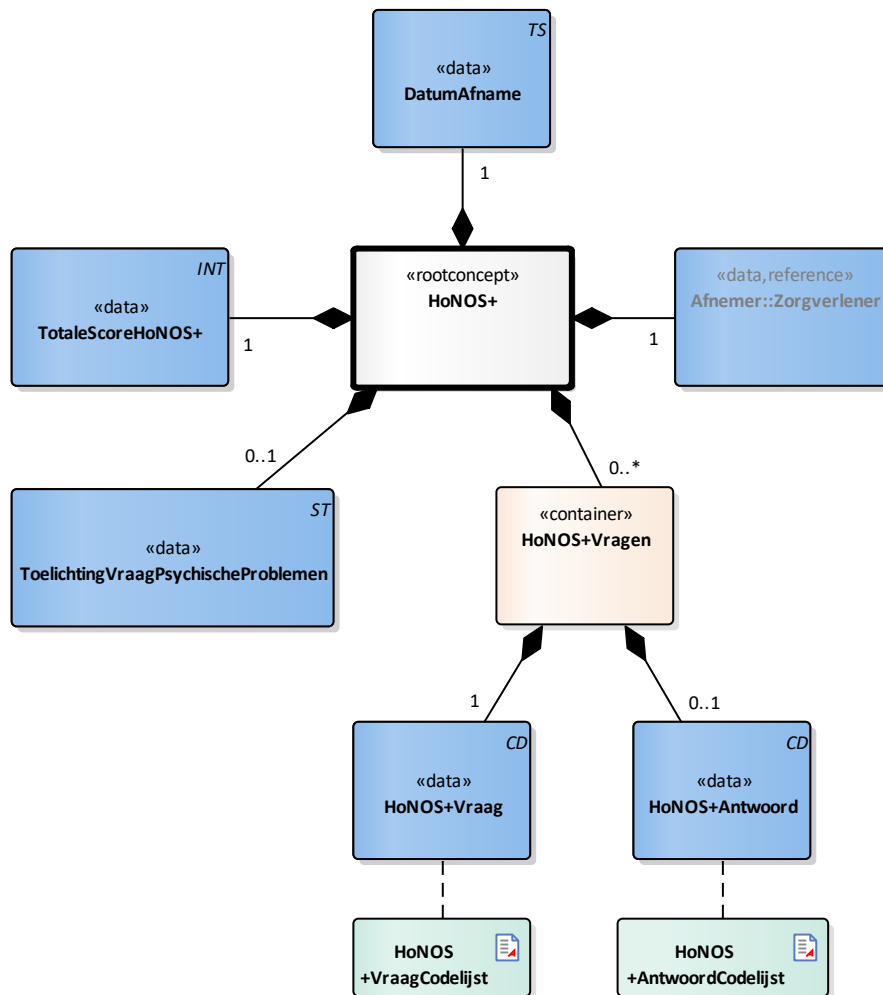 TS
«data»
DatumAfname
1
INT
«data»
TotaleScoreHoNOS+
1
«rootconcept»
HoNOS+
«data,reference»
Afnemer::Zorgverlener
1
0..1
0..*
ST
«data»
ToelichtingVraagPsychischeProblemen
«container»
HoNOS+Vragen
1
0..1
CD
«data»
HoNOS+Vraag
CD
«data»
HoNOS+Antwoord
HoNOS
+VraagCodelijst
HoNOS
+AntwoordCodelijst